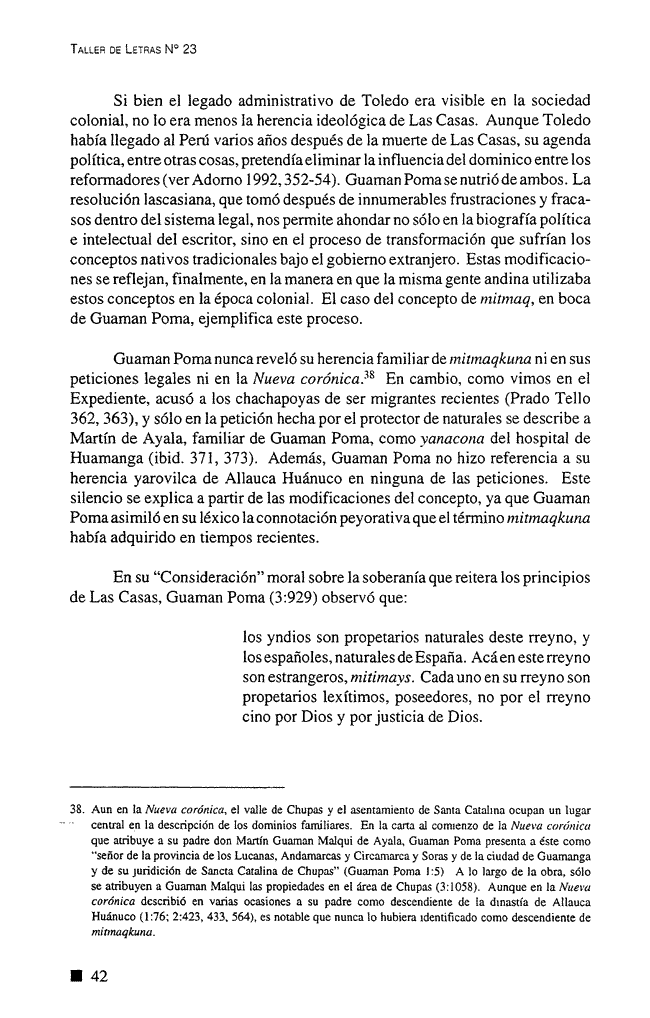 TALLER DE LETRAS Nº 23
Si bien el legado administrativo de Toledo era visible en la sociedad
colonial, no lo era menos la herencia ideológica de Las Casas. Aunque Toledo
había llegado al Perú varios años después de la muerte de Las Casas, su agenda
política, entre otras cosas, pretendía eliminar la influencia del dominico entre los
reformadores (ver Adorno 1992, 352-54). Guaman Poma se nutrió de ambos. La
resolución lascasiana, que tomó después de innumerables frustraciones y fraca-
sos dentro del sistema legal, nos permite ahondar no sólo en la biografía política
e intelectual del escritor, sino en el proceso de transformación que sufrían los
conceptos nativos tradicionales bajo el gobierno extranjero. Estas modificacio-
nes se reflejan, finalmente, en la manera en que la misma gente andina utilizaba
estos conceptos en la época colonial. El caso del concepto de mitmaq, en boca
de Guaman Poma, ejemplifica este proceso.
Guaman Poma nunca reveló su herencia familiar de mitmaqkuna ni en sus
peticiones legales ni en la Nueva corónica.38 En cambio, como vimos en el
Expediente, acusó a los chachapoyas de ser migrantes recientes (Prado Tello
362, 363), y sólo en la petición hecha por el protector de naturales se describe a
Martín de Ayala, familiar de Guaman Poma, como yanacona del hospital de
Huamanga (ibid. 371, 373). Además, Guaman Poma no hizo referencia a su
herencia yarovilca de Allauca Huánuco en ninguna de las peticiones. Este
silencio se explica a partir de las modificaciones del concepto, ya que Guaman
Poma asimiló en su léxico la connotación peyorativa que el término mitmaqkuna
había adquirido en tiempos recientes.
En su “Consideración” moral sobre la soberanía que reitera los principios
de Las Casas, Guaman Poma (3:929) observó que:
los yndios son propetarios naturales deste rreyno, y
los españoles, naturales de España. Acá en este rreyno
son estrangeros, mitimays. Cada uno en su rreyno son
propetarios lexítimos, poseedores, no por el rreyno
cino por Dios y por justicia de Dios.
38. Aun en la Nueva corónica, el valle de Chupas y el asentamiento de Santa Catalina ocupan un lugar
central en la descripción de los dominios familiares. En la carta al comienzo de la Nueva corónica
que atribuye a su padre don Martín Guaman Malqui de Ayala, Guaman Poma presenta a éste como
“señor de la provincia de los Lucanas, Andamarcas y Circamarca y Soras y de la ciudad de Guamanga
y de su juridición de Sancta Catalina de Chupas” (Guaman Poma 1:5) A lo largo de la obra, sólo
se atribuyen a Guaman Malqui las propiedades en el área de Chupas (3:1058). Aunque en la Nueva
corónica describió en varias ocasiones a su padre como descendiente de la dinastía de Allauca
Huánuco (1:76; 2:423, 433, 564), es notable que nunca lo hubiera identificado como descendiente de
mitmaqkuna.
■ 42